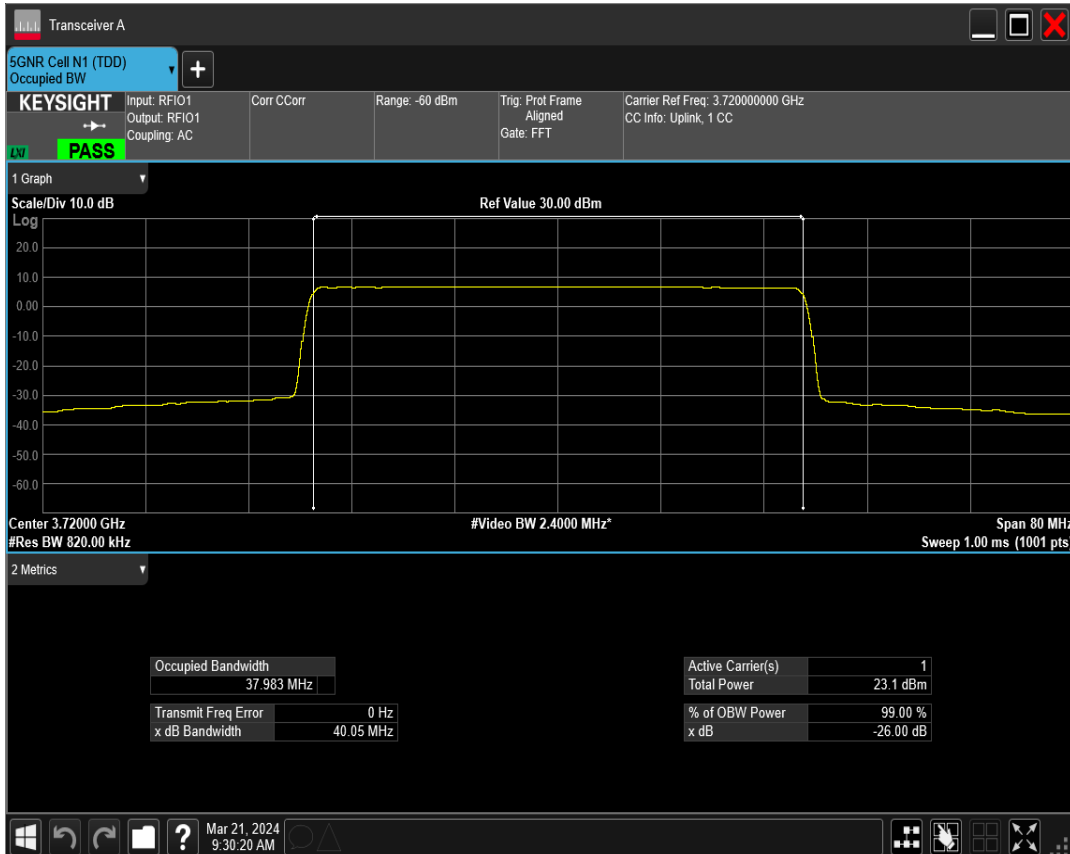 Transceiver A
5GNR Cell N1 (TDD)
Occupied BW
+
KEYSIGHT
LXI
PASS
Input: RFIO1
Output: RFIO1
Coupling: AC
Corr CCorr
Range: -60 dBm
Trig: Prot Frame
Aligned
Gate: FFT
Carrier Ref Freq: 3.720000000 GHz
CC Info: Uplink, 1 CC
1 Graph
Scale/Div 10.0 dB
Ref Value 30.00 dBm
Log
20.0
10.0
0.00
-10.0
-20.0
-30.0
-40.0
-50.0
-60.0
Center 3.72000 GHz
#Video BW 2.4000 MHz*
Span 80 MHz
#Res BW 820.00 kHz
Sweep 1.00 ms (1001 pts)
2 Metrics
Occupied Bandwidth
37.983 MHz
Transmit Freq Error 0 Hz
x dB Bandwidth 40.05 MHz
Active Carrier(s) 1
Total Power 23.1 dBm
% of OBW Power 99.00 %
x dB -26.00 dB
?
Mar 21, 2024
9:30:20 AM